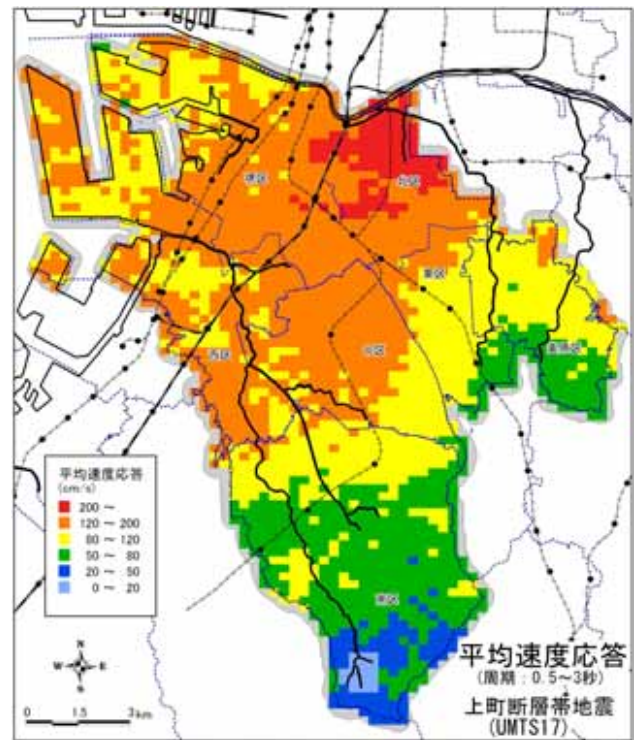 堺区
北区
東区
美原区
西区
中区
南区
平均速度応答
(cm/s)
200 ～
120 ～ 200
80 ～ 120
50 ～ 80
20 ～ 50
0 ～ 20
N
W E
S
0 1.5 3km
平均速度応答
(周期：0.5～3秒)
上町断層帯地震
(UMTS17)